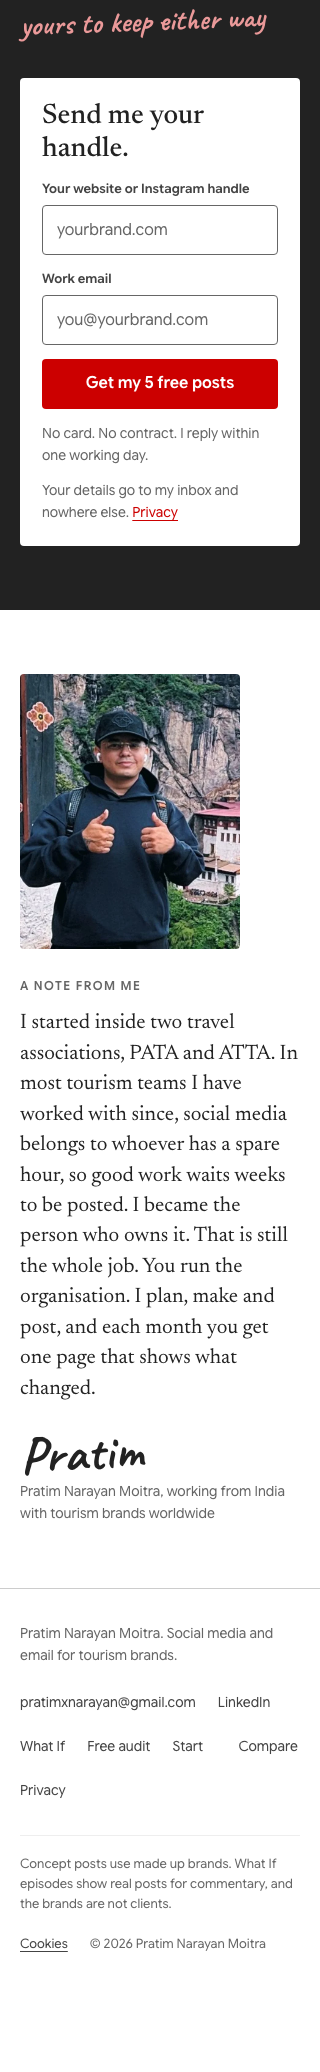 yours to keep either way
Send me your
handle.
Your website or Instagram handle
yourbrand.com
Work email
you@yourbrand.com
Get my 5 free posts
No card. No contract. I reply within
one working day.
Your details go to my inbox and
nowhere else. Privacy
A NOTE FROM ME
I started inside two travel
associations, PATA and ATTA. In
most tourism teams I have
worked with since, social media
belongs to whoever has a spare
hour, so good work waits weeks
to be posted. I became the
person who owns it. That is still
the whole job. You run the
organisation. I plan, make and
post, and each month you get
one page that shows what
changed.
Pratim
Pratim Narayan Moitra, working from India
with tourism brands worldwide
Pratim Narayan Moitra. Social media and
email for tourism brands.
pratimxnarayan@gmail.com LinkedIn
What If Free audit Start Compare
Privacy
Concept posts use made up brands. What If
episodes show real posts for commentary, and
the brands are not clients.
Cookies © 2026 Pratim Narayan Moitra